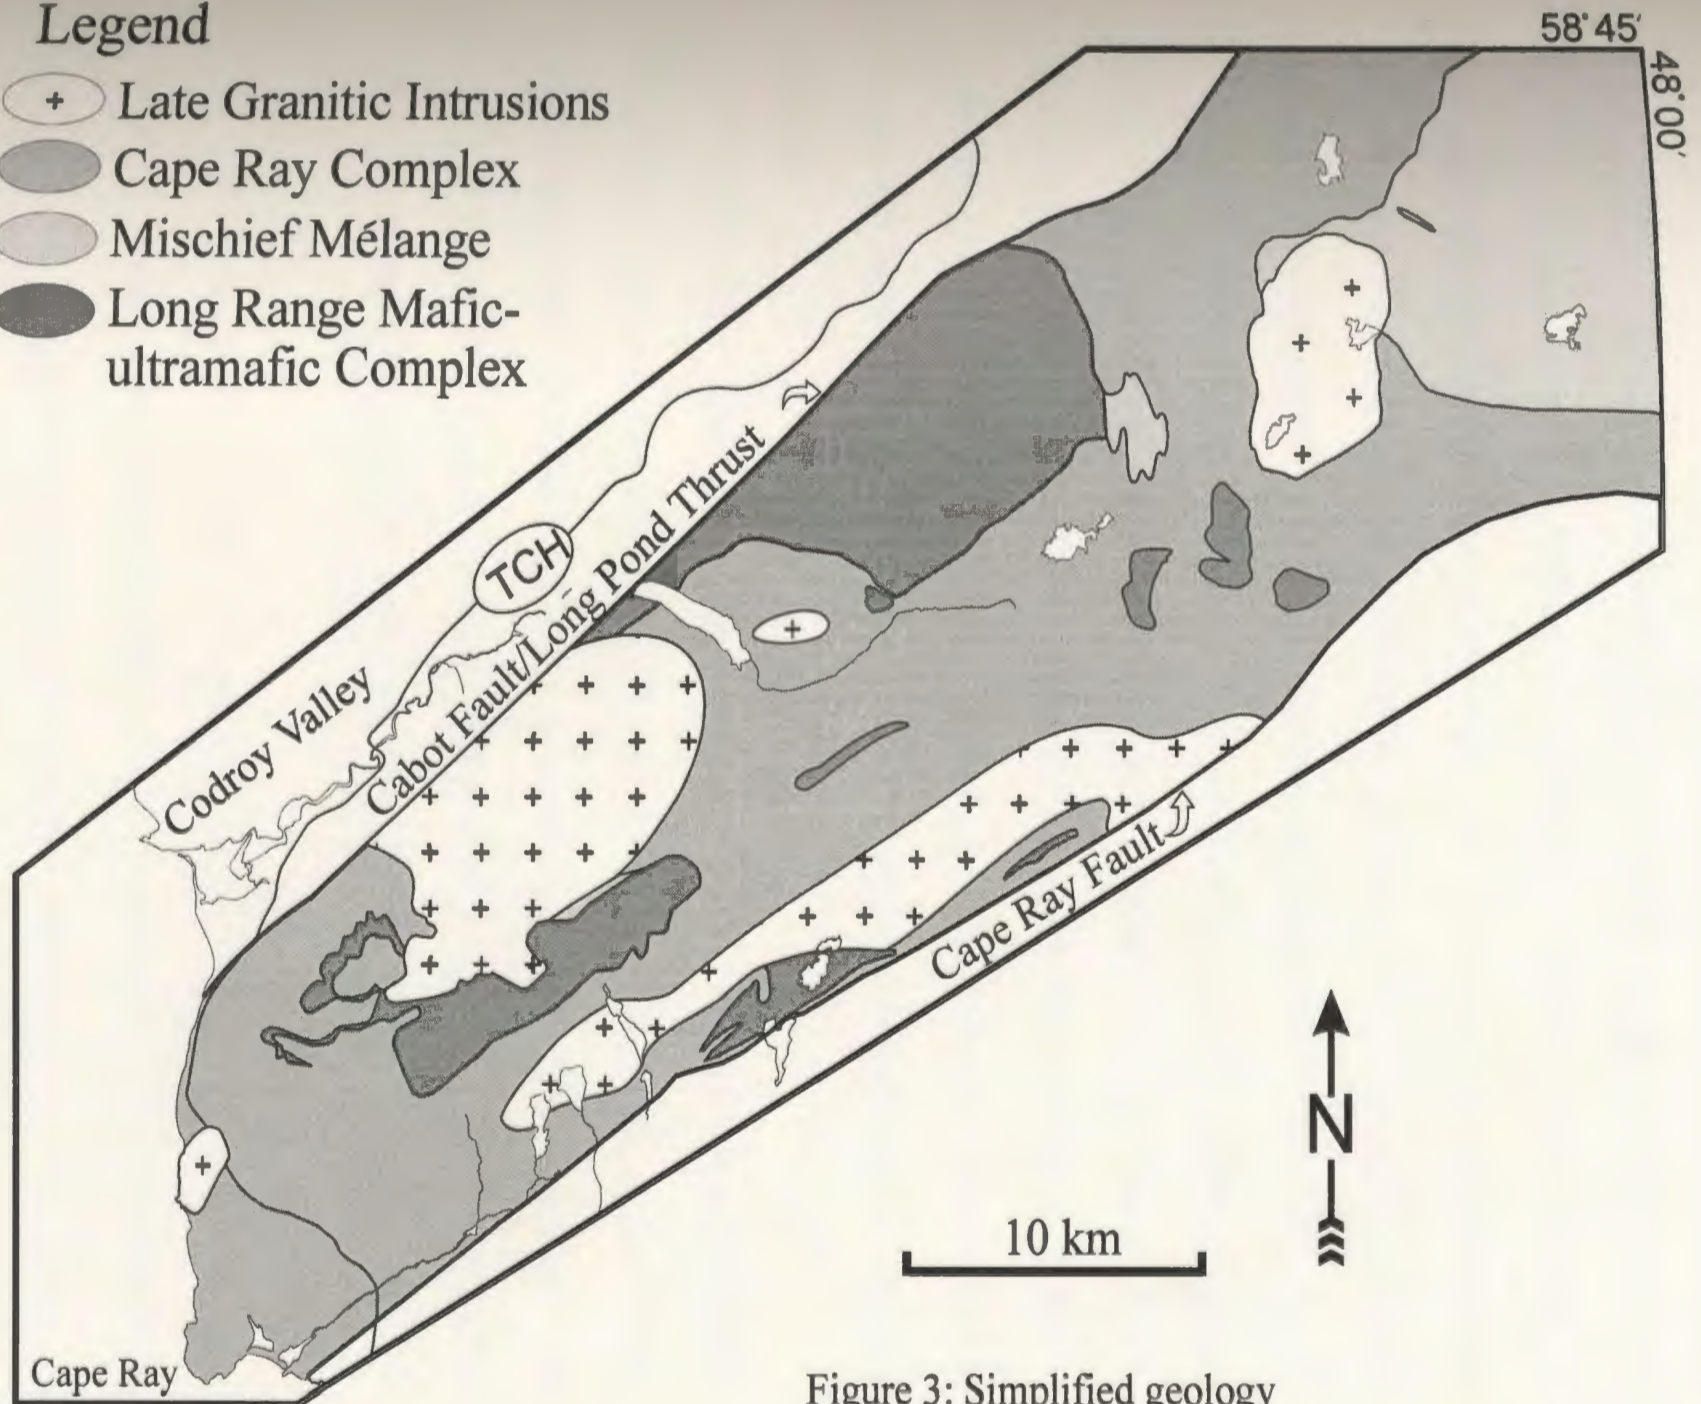 Legend
+ Late Granitic Intrusions
Cape Ray Complex
Mischief Mélange
Long Range Mafic-
ultramafic Complex
58°45′
48°00′
TCH
Codroy Valley
Cabot Fault/Long Pond Thrust
Cape Ray Fault
N
10 km
Cape Ray
Figure 3: Simplified geology